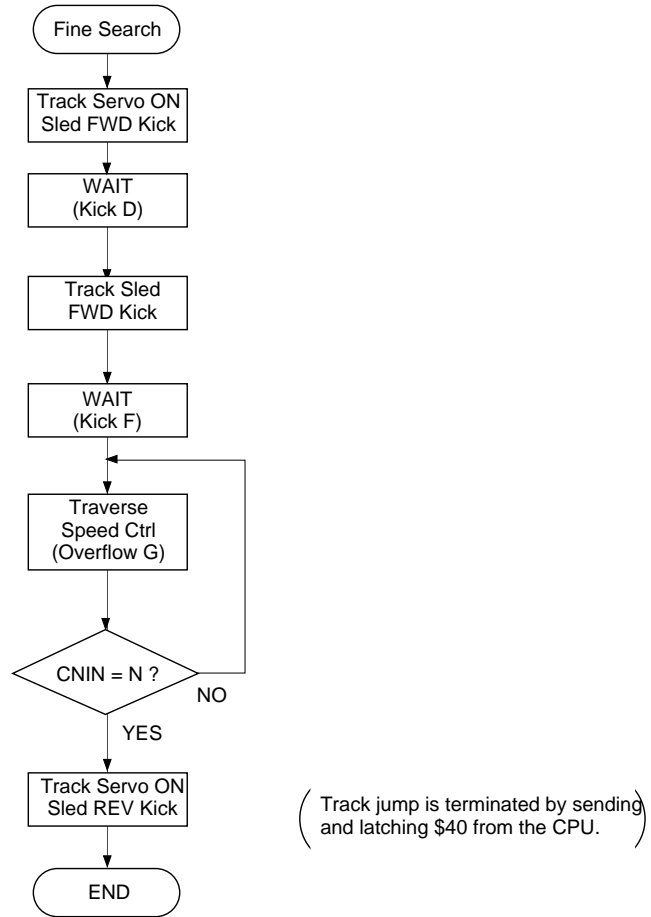 Fine Search
Track Servo ON
Sled FWD Kick
WAIT
(Kick D)
Track Sled
FWD Kick
WAIT
(Kick F)
Traverse
Speed Ctrl
(Overflow G)
CNIN = N ?
NO
YES
Track Servo ON
Sled REV Kick
Track jump is terminated by sending
and latching $40 from the CPU.
END